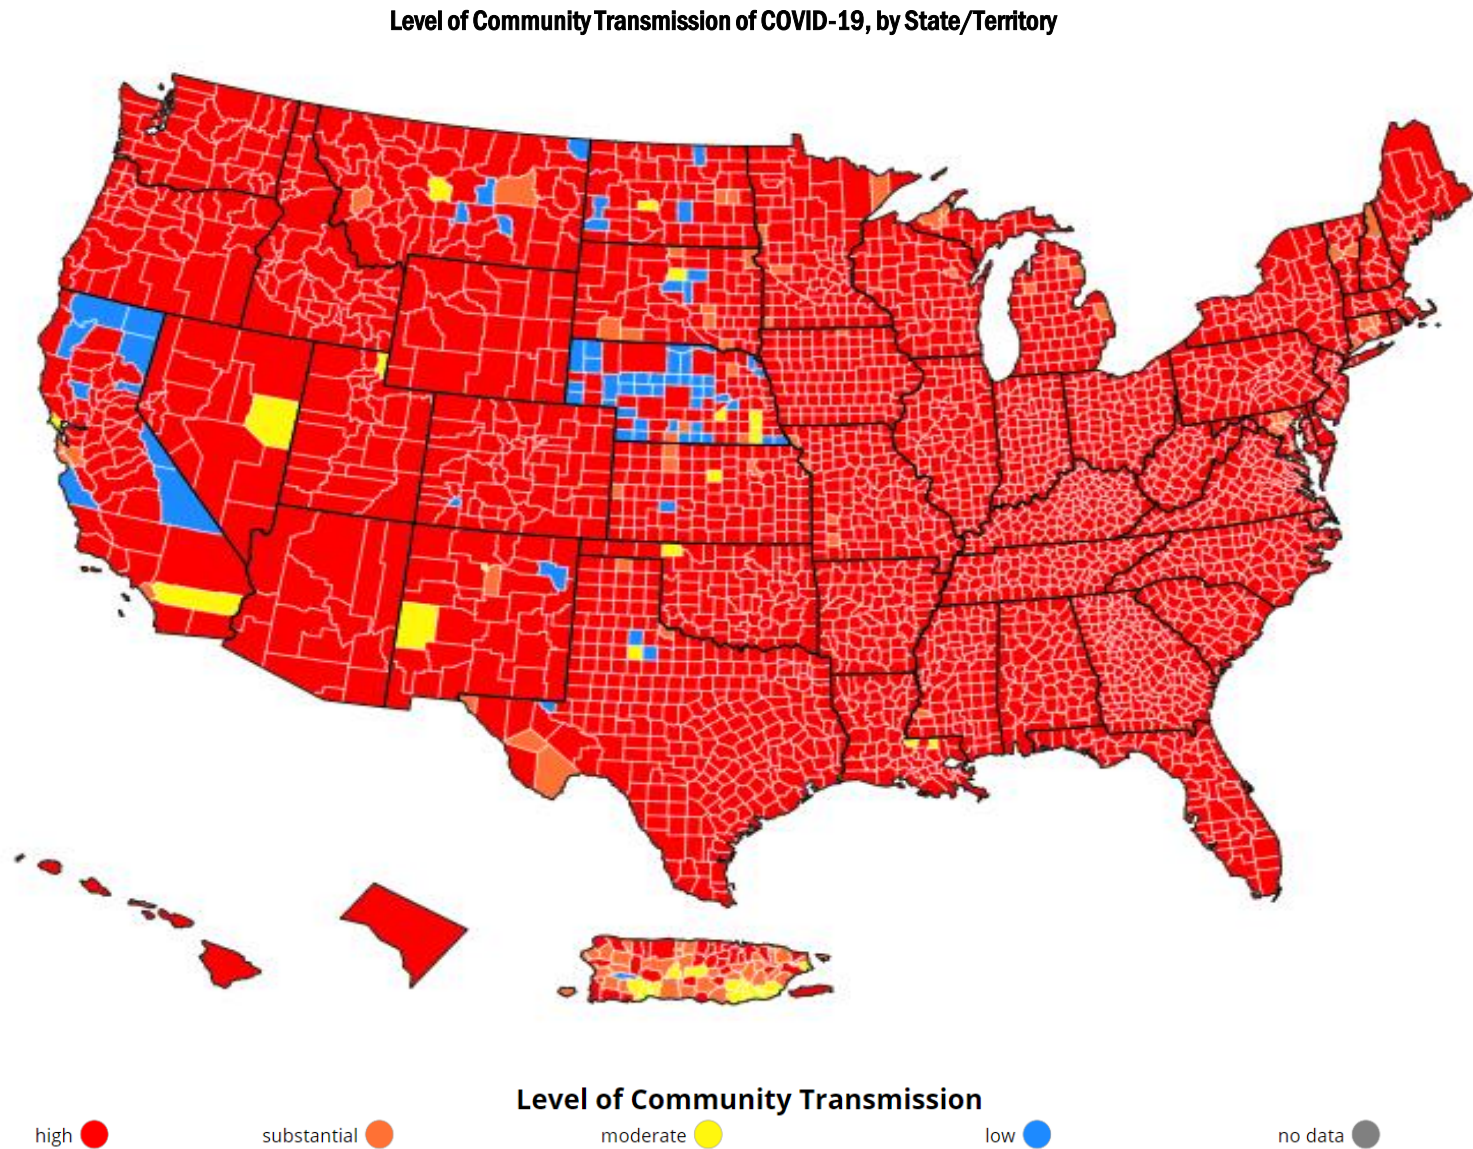 Level of Community Transmission of COVID-19, by State/Territory
Level of Community Transmission
high substantial moderate low no data